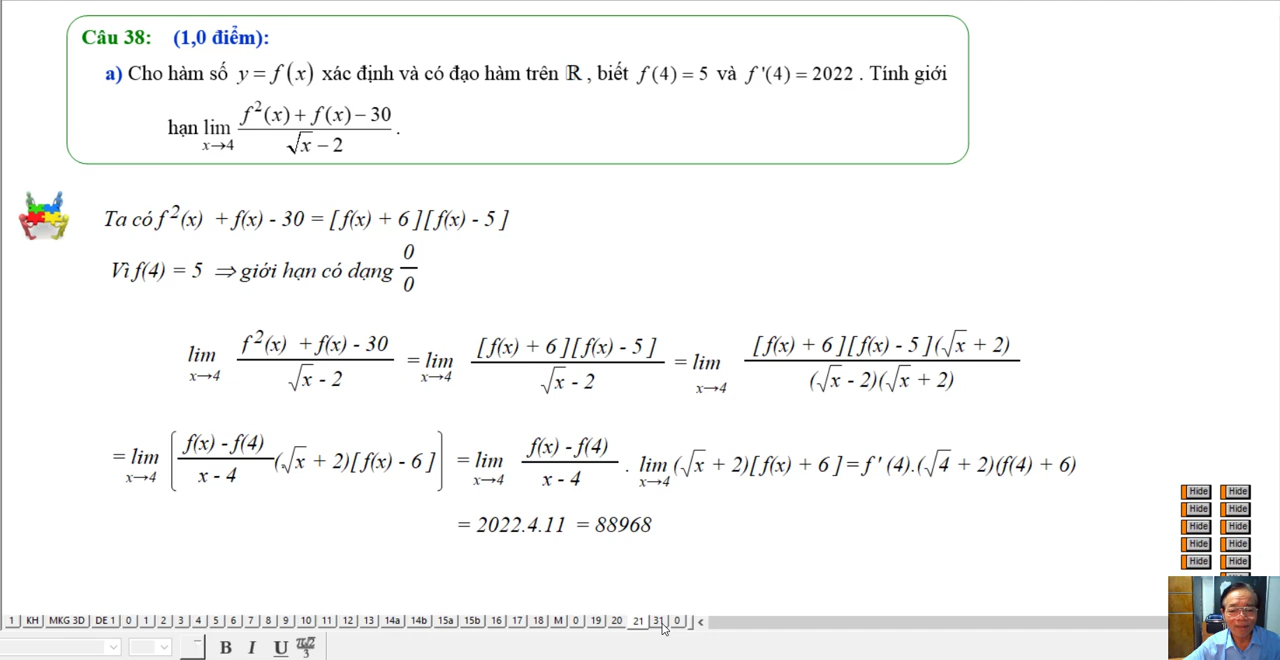 Câu 38: (1,0 điểm):
a) Cho hàm số y = f(x) xác định và có đạo hàm trên ℝ, biết f(4) = 5 và f'(4) = 2022. Tính giới
hạn lim_{x→4} (f²(x) + f(x) − 30)/(√x − 2).
Ta có f²(x) + f(x) - 30 = [ f(x) + 6 ][ f(x) - 5 ]
Vì f(4) = 5 ⇒ giới hạn có dạng 0/0
lim_{x→4} (f²(x) + f(x) - 30)/(√x - 2) = lim_{x→4} ([ f(x) + 6 ][ f(x) - 5 ])/(√x - 2) = lim_{x→4} ([ f(x) + 6 ][ f(x) - 5 ](√x + 2))/((√x - 2)(√x + 2))
= lim_{x→4} [ (f(x) - f(4))/(x - 4) (√x + 2)[ f(x) - 6 ] ] = lim_{x→4} (f(x) - f(4))/(x - 4) . lim_{x→4} (√x + 2)[ f(x) + 6 ] = f'(4).(√4 + 2)(f(4) + 6)
= 2022.4.11 = 88968
Hide Hide
Hide Hide
Hide Hide
Hide Hide
Hide Hide
1 KH MKG 3D DE 1 0 1 2 3 4 5 6 7 8 9 10 11 12 13 14a 14b 15a 15b 16 17 18 M 0 19 20 21 31 0
B I U